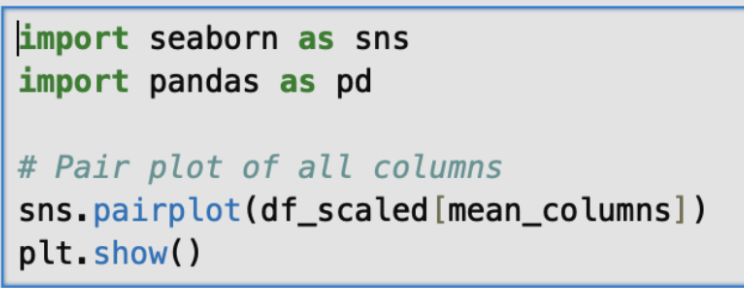 import seaborn as sns
import pandas as pd
# Pair plot of all columns
sns.pairplot(df_scaled[mean_columns])
plt.show()